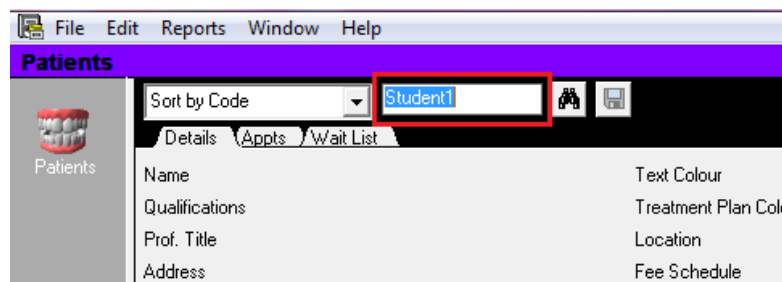 File Edit Reports Window Help
Patients
Sort by Code Student1
Details Appts Wait List
Patients
Name Text Colour
Qualifications Treatment Plan Col
Prof. Title Location
Address Fee Schedule